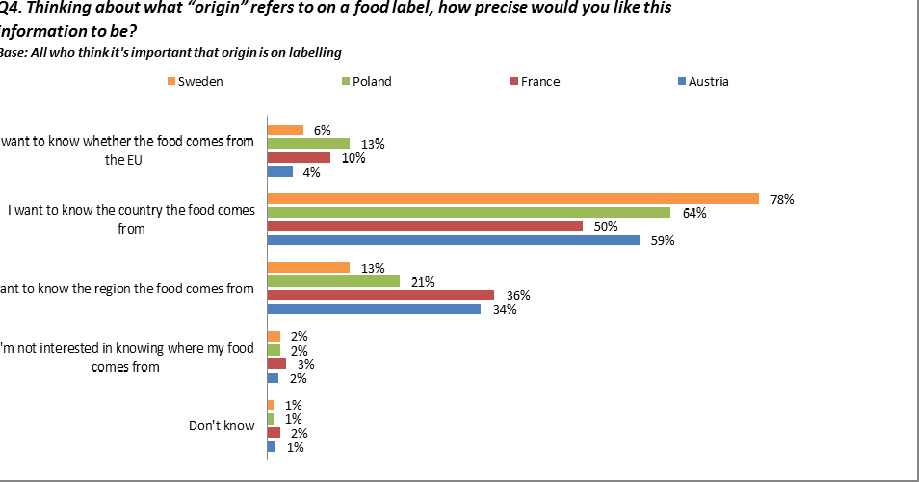 Q4. Thinking about what “origin” refers to on a food label, how precise would you like this
information to be?
Base: All who think it's important that origin is on labelling
Sweden Poland France Austria
want to know whether the food comes from
the EU
6%
13%
10%
4%
I want to know the country the food comes
from
78%
64%
50%
59%
want to know the region the food comes from
13%
21%
36%
34%
I'm not interested in knowing where my food
comes from
2%
2%
3%
2%
Don't know
1%
1%
2%
1%